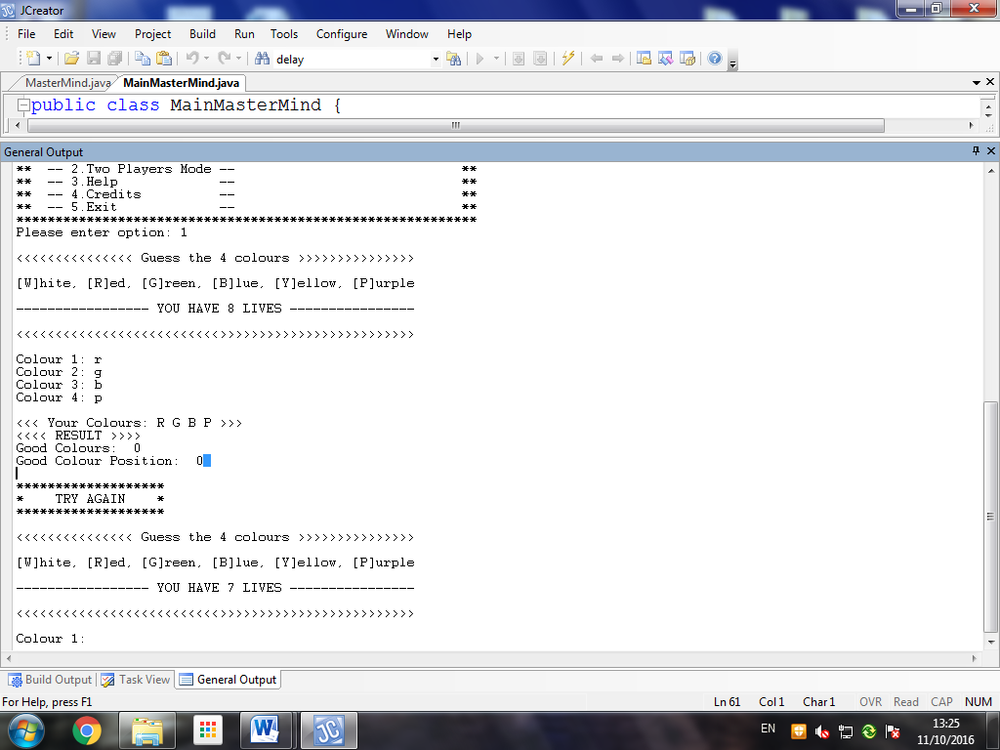 JCreator
File Edit View Project Build Run Tools Configure Window Help
delay
MasterMind.java MainMasterMind.java
public class MainMasterMind {
General Output
** -- 2.Two Players Mode -- **
** -- 3.Help -- **
** -- 4.Credits -- **
** -- 5.Exit -- **
***********************************************************
Please enter option: 1
<<<<<<<<<<<<<<< Guess the 4 colours >>>>>>>>>>>>>>>
[W]hite, [R]ed, [G]reen, [B]lue, [Y]ellow, [P]urple
----------------- YOU HAVE 8 LIVES ----------------
<<<<<<<<<<<<<<<<<<<<<<<<<<>>>>>>>>>>>>>>>>>>>>>>>>>
Colour 1: r
Colour 2: g
Colour 3: b
Colour 4: p
<<< Your Colours: R G B P >>>
<<<< RESULT >>>>
Good Colours: 0
Good Colour Position: 0
*******************
* TRY AGAIN *
*******************
<<<<<<<<<<<<<<< Guess the 4 colours >>>>>>>>>>>>>>>
[W]hite, [R]ed, [G]reen, [B]lue, [Y]ellow, [P]urple
----------------- YOU HAVE 7 LIVES ----------------
<<<<<<<<<<<<<<<<<<<<<<<<<<>>>>>>>>>>>>>>>>>>>>>>>>>
Colour 1:
Build Output Task View General Output
For Help, press F1 Ln 61 Col 1 Char 1 OVR Read CAP NUM
EN 13:25
11/10/2016